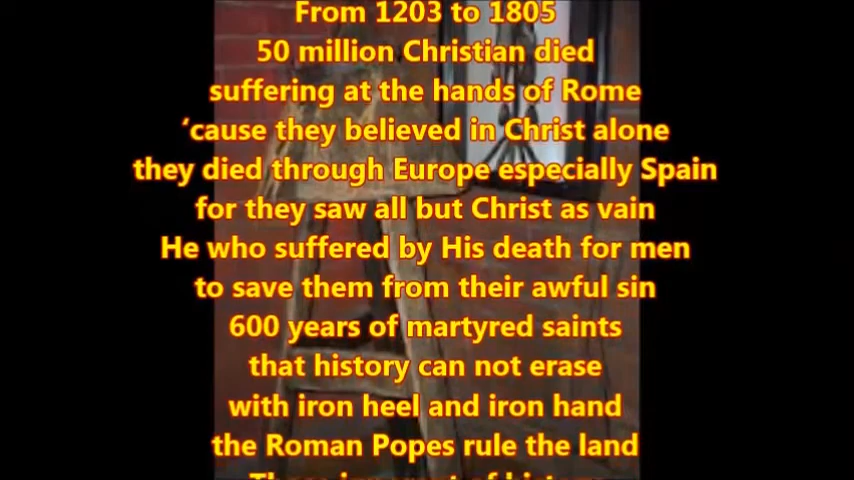 From 1203 to 1805
50 million Christian died
suffering at the hands of Rome
‘cause they believed in Christ alone
they died through Europe especially Spain
for they saw all but Christ as vain
He who suffered by His death for men
to save them from their awful sin
600 years of martyred saints
that history can not erase
with iron heel and iron hand
the Roman Popes rule the land